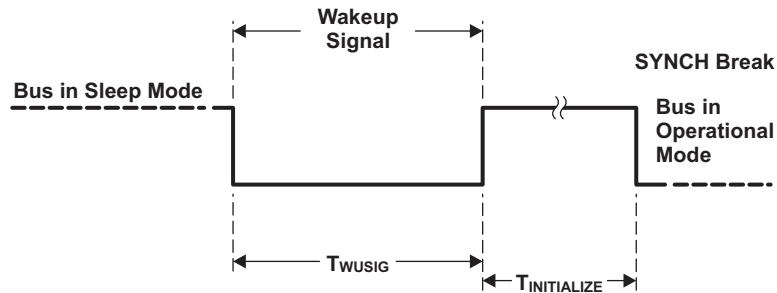 Wakeup
Signal
SYNCH Break
Bus in Sleep Mode
Bus in
Operational
Mode
TWUSIG
TINITIALIZE